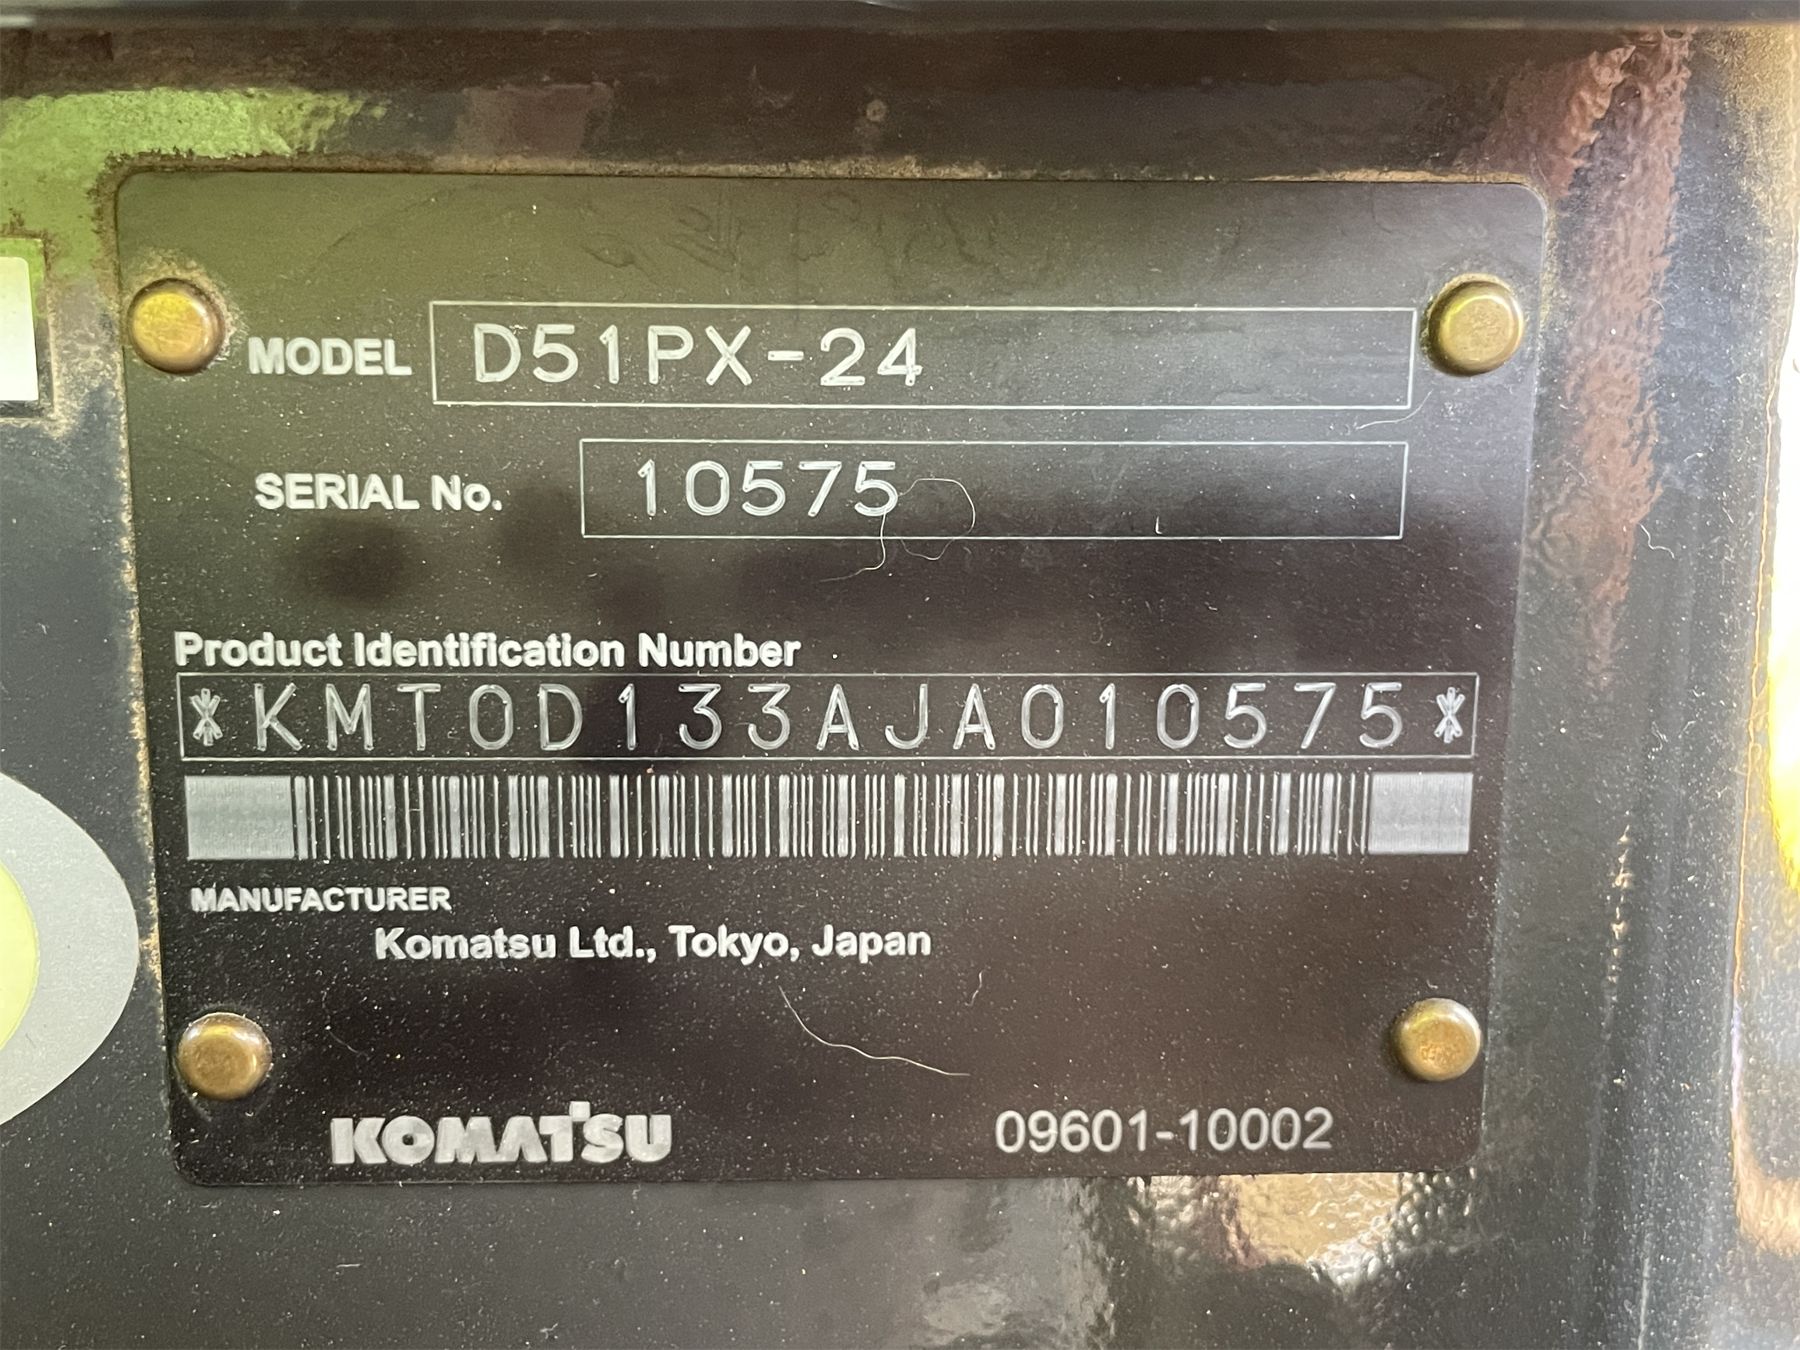 MODEL D51PX-24
SERIAL No. 10575
Product Identification Number
*KMT0D133AJA010575*
MANUFACTURER
Komatsu Ltd., Tokyo, Japan
KOMATSU 09601-10002